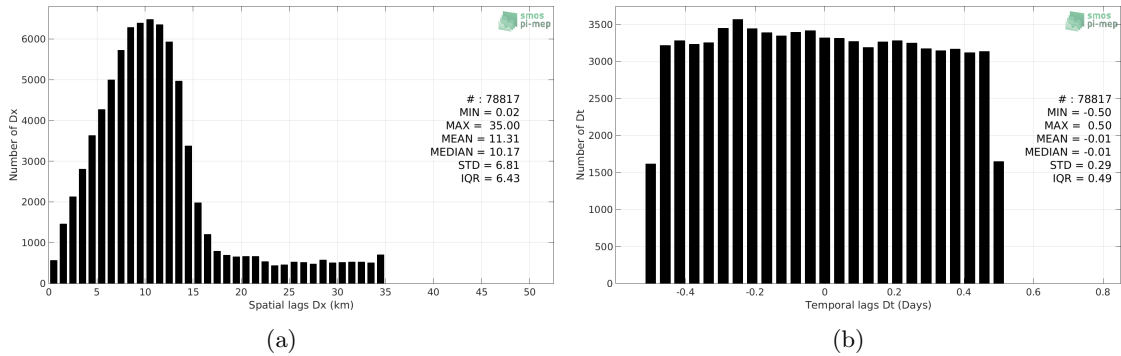 smos
pi-mep
6000
5000
4000
3000
2000
1000
0
Number of Dx
# : 78817
MIN = 0.02
MAX = 35.00
MEAN = 11.31
MEDIAN = 10.17
STD = 6.81
IQR = 6.43
0 5 10 15 20 25 30 35 40 45 50
Spatial lags Dx (km)
(a)
smos
pi-mep
3500
3000
2500
2000
1500
1000
500
0
Number of Dt
# : 78817
MIN = -0.50
MAX = 0.50
MEAN = -0.01
MEDIAN = -0.01
STD = 0.29
IQR = 0.49
-0.4 -0.2 0 0.2 0.4 0.6 0.8
Temporal lags Dt (Days)
(b)